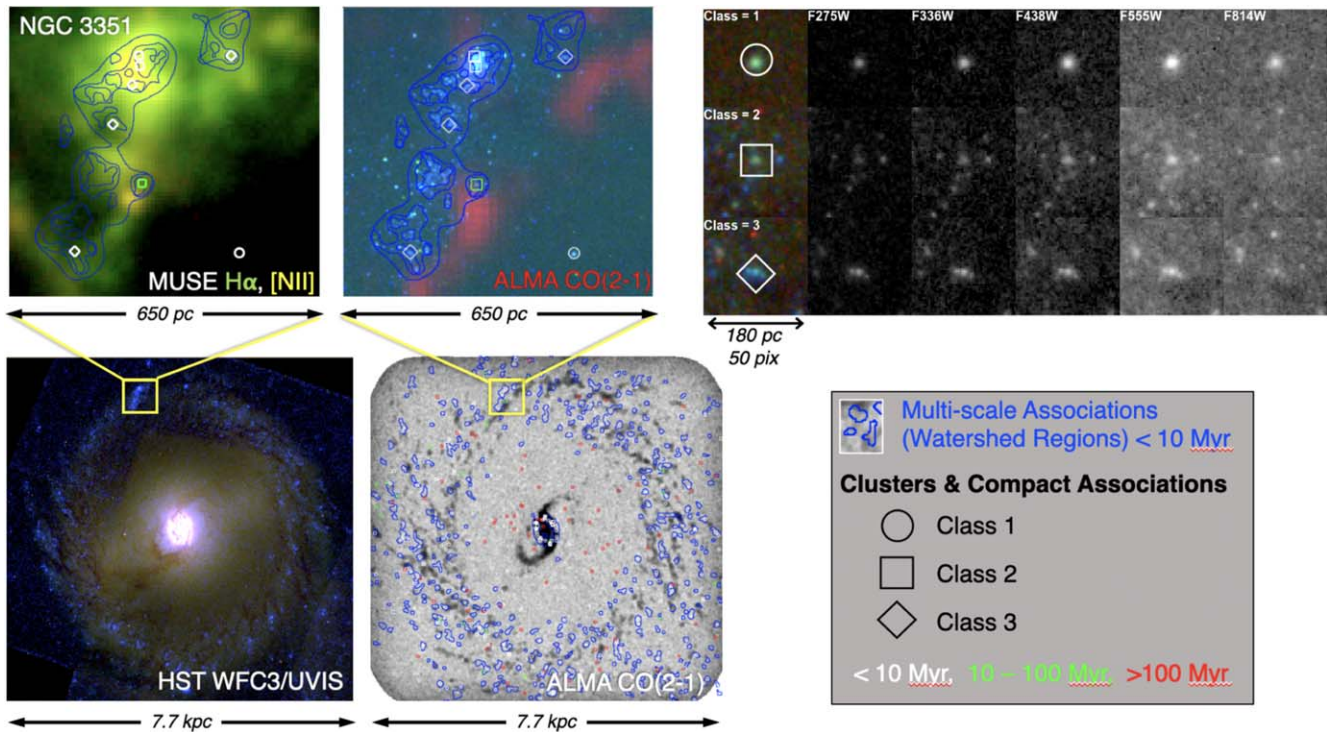 NGC 3351
MUSE Hα, [NII]
650 pc
ALMA CO(2-1)
650 pc
Class = 1
F275W
F336W
F438W
F555W
F814W
Class = 2
Class = 3
180 pc
50 pix
HST WFC3/UVIS
7.7 kpc
ALMA CO(2-1)
7.7 kpc
Multi-scale Associations
(Watershed Regions) < 10 Myr
Clusters & Compact Associations
Class 1
Class 2
Class 3
< 10 Myr, 10 – 100 Myr, >100 Myr